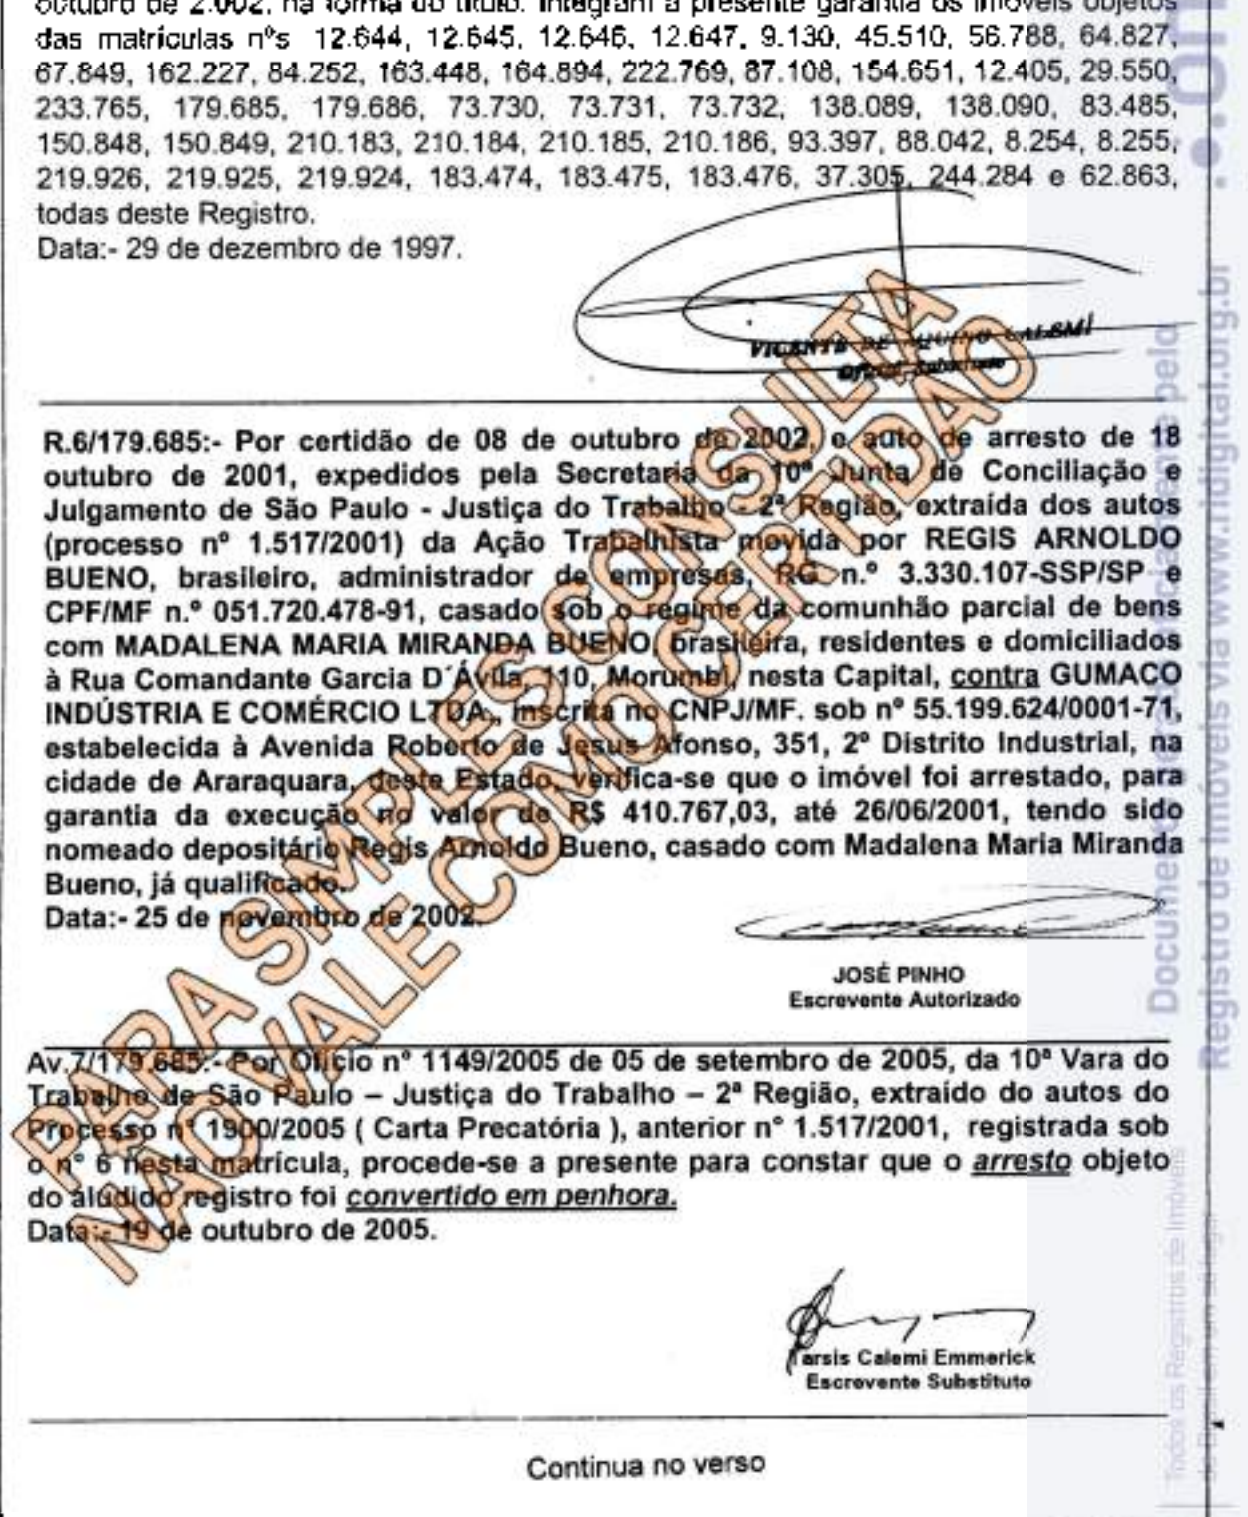 outubro de 2.002, na forma do título. Integram a presente garantia os imóveis objetos
das matrículas nºs 12.644, 12.645, 12.646, 12.647, 9.130, 45.510, 56.788, 64.827,
67.849, 162.227, 84.252, 163.448, 164.894, 222.769, 87.108, 154.651, 12.405, 29.550,
233.765, 179.685, 179.686, 73.730, 73.731, 73.732, 138.089, 138.090, 83.485,
150.848, 150.849, 210.183, 210.184, 210.185, 210.186, 93.397, 88.042, 8.254, 8.255,
219.926, 219.925, 219.924, 183.474, 183.475, 183.476, 37.305, 244.284 e 62.863,
todas deste Registro.
Data:- 29 de dezembro de 1997.
VICENTE DE AQUINO CALEMI
Oficial Substituto
R.6/179.685:- Por certidão de 08 de outubro de 2002, e auto de arresto de 18
outubro de 2001, expedidos pela Secretaria da 10ª Junta de Conciliação e
Julgamento de São Paulo - Justiça do Trabalho - 2ª Região, extraída dos autos
(processo nº 1.517/2001) da Ação Trabalhista movida por REGIS ARNOLDO
BUENO, brasileiro, administrador de empresas, RG n.º 3.330.107-SSP/SP e
CPF/MF n.º 051.720.478-91, casado sob o regime da comunhão parcial de bens
com MADALENA MARIA MIRANDA BUENO, brasileira, residentes e domiciliados
à Rua Comandante Garcia D´Ávila, 110, Morumbi, nesta Capital, contra GUMACO
INDÚSTRIA E COMÉRCIO LTDA., inscrita no CNPJ/MF. sob nº 55.199.624/0001-71,
estabelecida à Avenida Roberto de Jesus Afonso, 351, 2º Distrito Industrial, na
cidade de Araraquara, deste Estado, verifica-se que o imóvel foi arrestado, para
garantia da execução no valor de R$ 410.767,03, até 26/06/2001, tendo sido
nomeado depositário Regis Arnoldo Bueno, casado com Madalena Maria Miranda
Bueno, já qualificado.
Data:- 25 de novembro de 2002.
JOSÉ PINHO
Escrevente Autorizado
Av.7/179.685:- Por Ofício nº 1149/2005 de 05 de setembro de 2005, da 10ª Vara do
Trabalho de São Paulo – Justiça do Trabalho – 2ª Região, extraído do autos do
Processo nº 1900/2005 ( Carta Precatória ), anterior nº 1.517/2001, registrada sob
o nº 6 nesta matrícula, procede-se a presente para constar que o arresto objeto
do aludido registro foi convertido em penhora.
Data:- 19 de outubro de 2005.
Tarsis Calemi Emmerick
Escrevente Substituto
Continua no verso
PARA SIMPLES CONSULTA
NÃO VALE COMO CERTIDÃO
Registro de Imóveis via www.ridigital.org.br
Todos os Registros de Imóveis
do Brasil em um só lugar